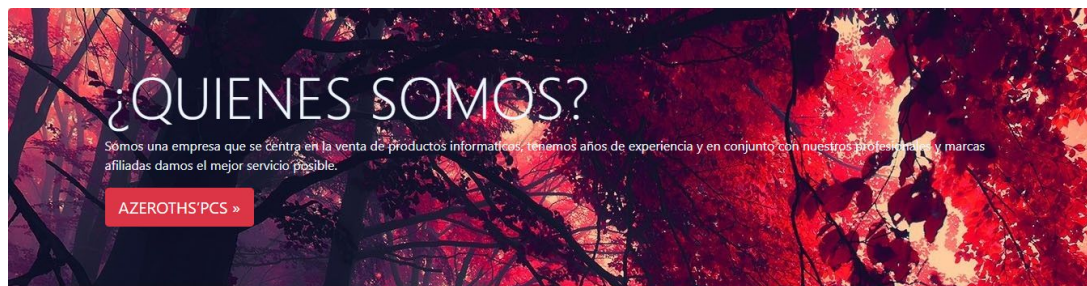 ¿QUIENES SOMOS?
Somos una empresa que se centra en la venta de productos informaticos, tenemos años de experiencia y en conjunto con nuestros profesionales y marcas
afiliadas damos el mejor servicio posible.
AZEROTHS'PCS »